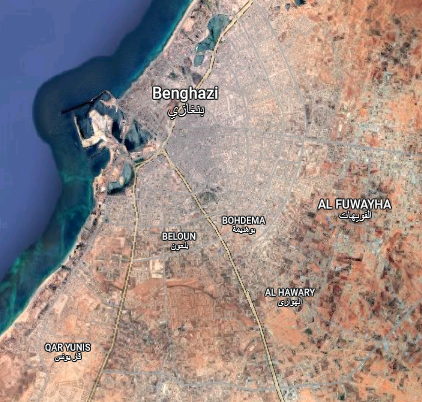 Benghazi
بنغازي
AL FUWAYHA
الفويهات
BOHDEMA
بوهديمة
BELOUN
بلعون
AL HAWARY
الهواري
QAR YUNIS
قار يونس